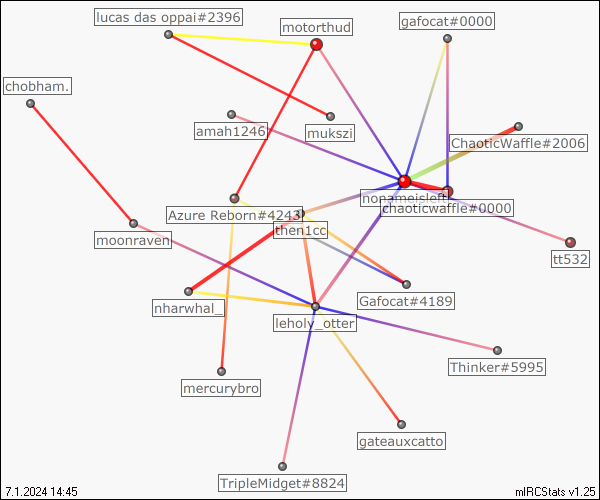 lucas das oppai#2396
motorthud
gafocat#0000
chobham.
amah1246
mukszi
ChaoticWaffle#2006
nonameisleft
chaoticwaffle#0000
Azure Reborn#4243
then1cc
moonraven
tt532
nharwhal_
Gafocat#4189
leholy_otter
Thinker#5995
mercurybro
gateauxcatto
TripleMidget#8824
7.1.2024 14:45
mIRCStats v1.25